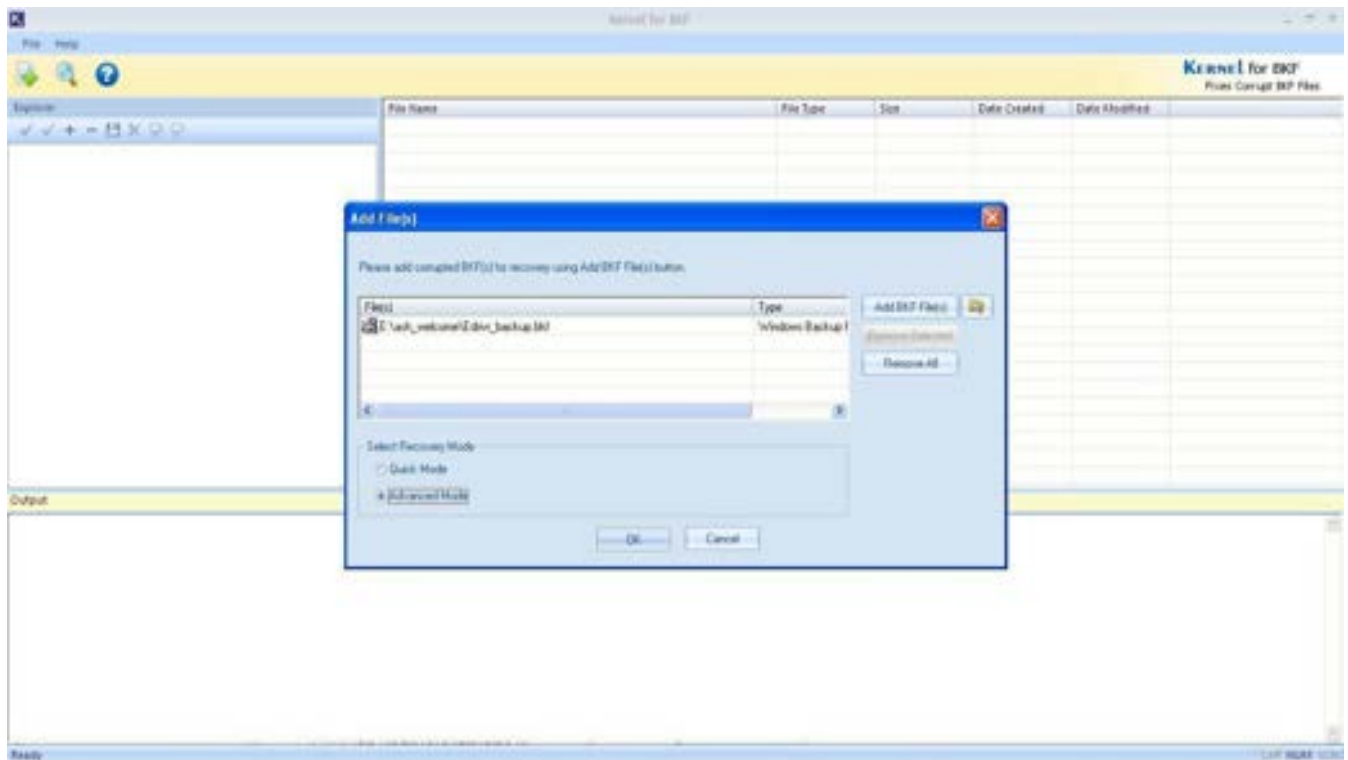 Kernel for BKF
File Help
KERNEL for BKF
Fixes Corrupt BKF Files
Explorer
File Name File Type Size Date Created Date Modified
Add File(s)
Please add corrupted BKF(s) for recovery using Add BKF File(s) button.
File(s) Type Add BKF File(s)
Windows Backup Remove Selected
Remove All
Select Recovery Mode
Quick Mode
Advanced Mode
Output
OK Cancel
Ready NUM